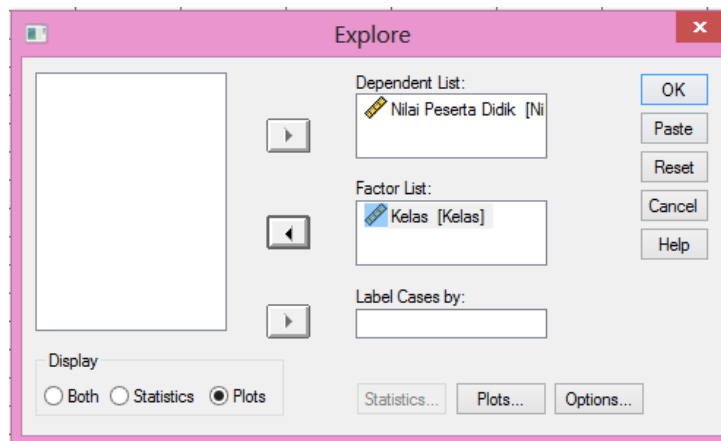 Explore
Dependent List:
Nilai Peserta Didik [Ni
Factor List:
Kelas [Kelas]
Label Cases by:
OK
Paste
Reset
Cancel
Help
Display
Both Statistics Plots
Statistics... Plots... Options...